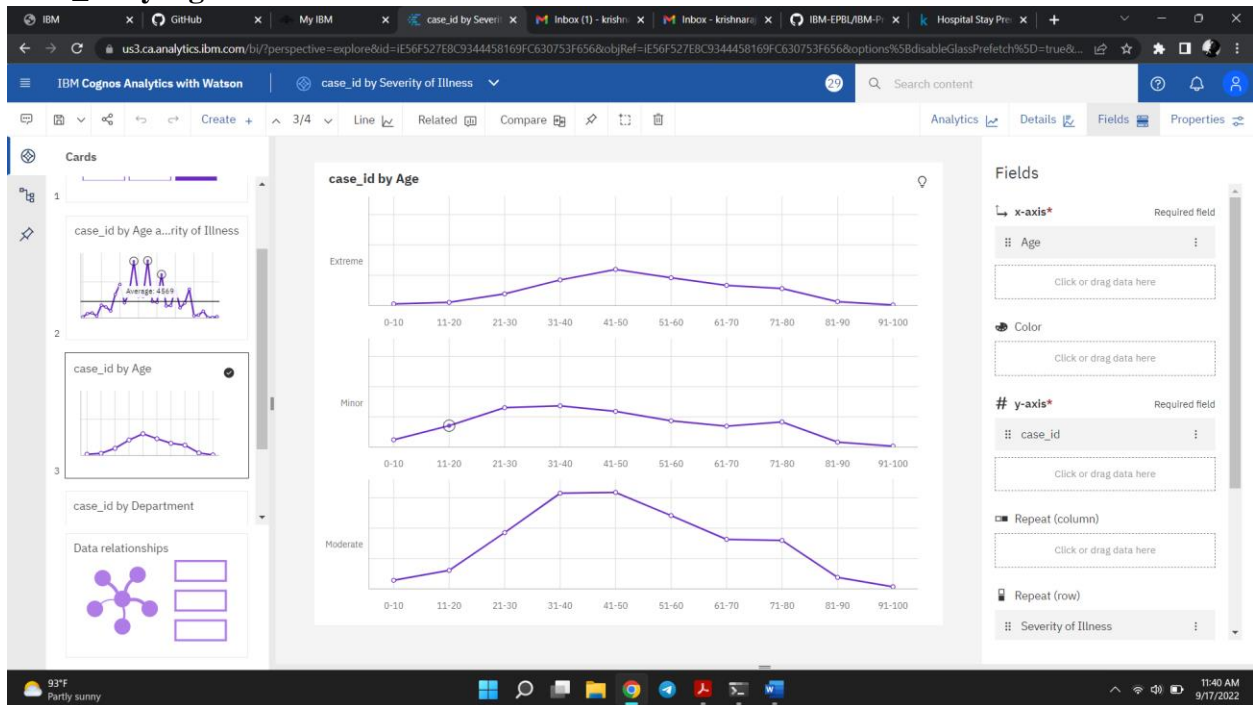 IBM
GitHub
My IBM
case_id by Severi
Inbox (1) - krishn
Inbox - krishnaraj
IBM-EPBL/IBM-Pr
Hospital Stay Pre
us3.ca.analytics.ibm.com/bi/?perspective=explore&id=iE56F527E8C9344458169FC630753F656&objRef=iE56F527E8C9344458169FC630753F656&options%5BdisableGlassPrefetch%5D=true&...
IBM Cognos Analytics with Watson
case_id by Severity of Illness
29
Search content
Create +
3/4
Line
Related
Compare
Analytics
Details
Fields
Properties
Cards
1
case_id by Age a...rity of Illness
Average: 4569
2
case_id by Age
3
case_id by Department
Data relationships
case_id by Age
Extreme
0-10 11-20 21-30 31-40 41-50 51-60 61-70 71-80 81-90 91-100
Minor
0-10 11-20 21-30 31-40 41-50 51-60 61-70 71-80 81-90 91-100
Moderate
0-10 11-20 21-30 31-40 41-50 51-60 61-70 71-80 81-90 91-100
Fields
x-axis* Required field
Age
Click or drag data here
Color
Click or drag data here
# y-axis* Required field
case_id
Click or drag data here
Repeat (column)
Click or drag data here
Repeat (row)
Severity of Illness
93°F
Partly sunny
11:40 AM
9/17/2022